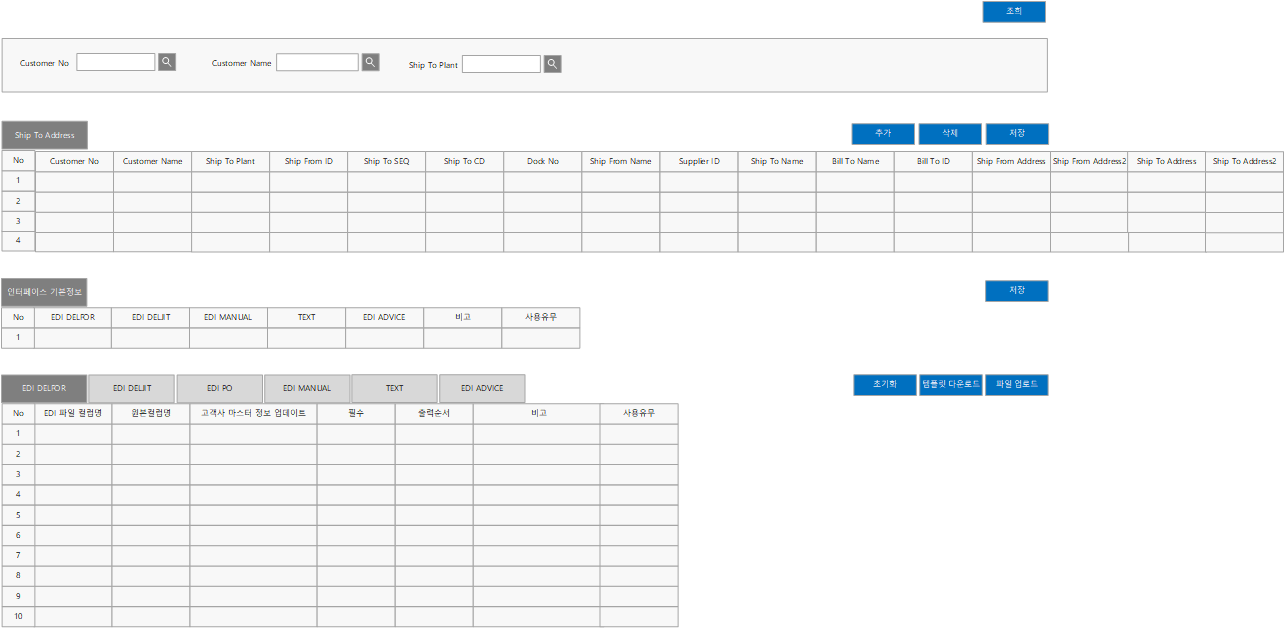 조회
Customer No Customer Name Ship To Plant
Ship To Address 추가 삭제 저장
No Customer No Customer Name Ship To Plant Ship From ID Ship To SEQ Ship To CD Dock No Ship From Name Supplier ID Ship To Name Bill To Name Bill To ID Ship From Address Ship From Address2 Ship To Address Ship To Address2
1
2
3
4
인터페이스 기본정보 저장
No EDI DELFOR EDI DELJIT EDI MANUAL TEXT EDI ADVICE 비고 사용유무
1
EDI DELFOR EDI DELJIT EDI PO EDI MANUAL TEXT EDI ADVICE 초기화 템플릿 다운로드 파일 업로드
No EDI 파일 컬럼명 원본컬럼명 고객사 마스터 정보 업데이트 필수 출력순서 비고 사용유무
1
2
3
4
5
6
7
8
9
10